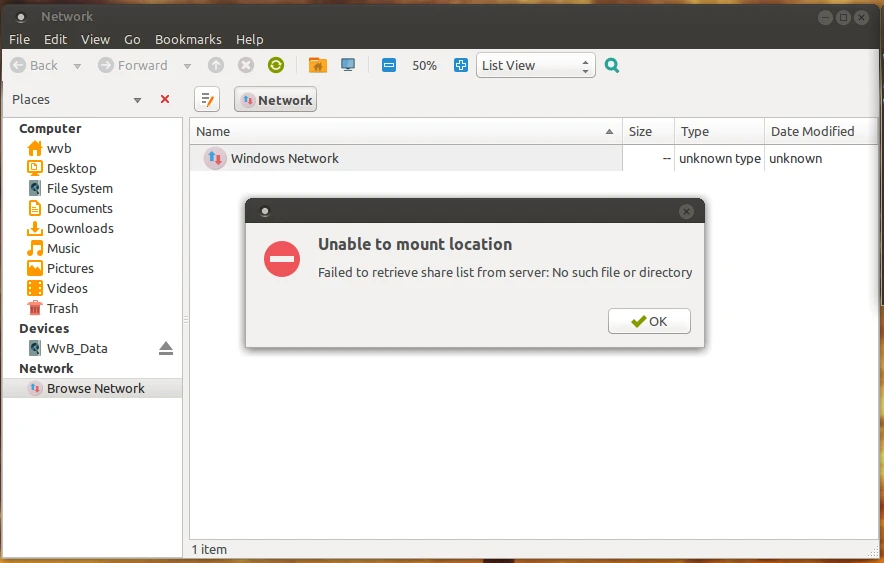 Network
File Edit View Go Bookmarks Help
Back Forward 50% List View
Places Network
Name Size Type Date Modified
Computer
wvb
Desktop
File System
Documents
Downloads
Music
Pictures
Videos
Trash
Devices
WvB_Data
Network
Browse Network
Windows Network -- unknown type unknown
Unable to mount location
Failed to retrieve share list from server: No such file or directory
OK
1 item